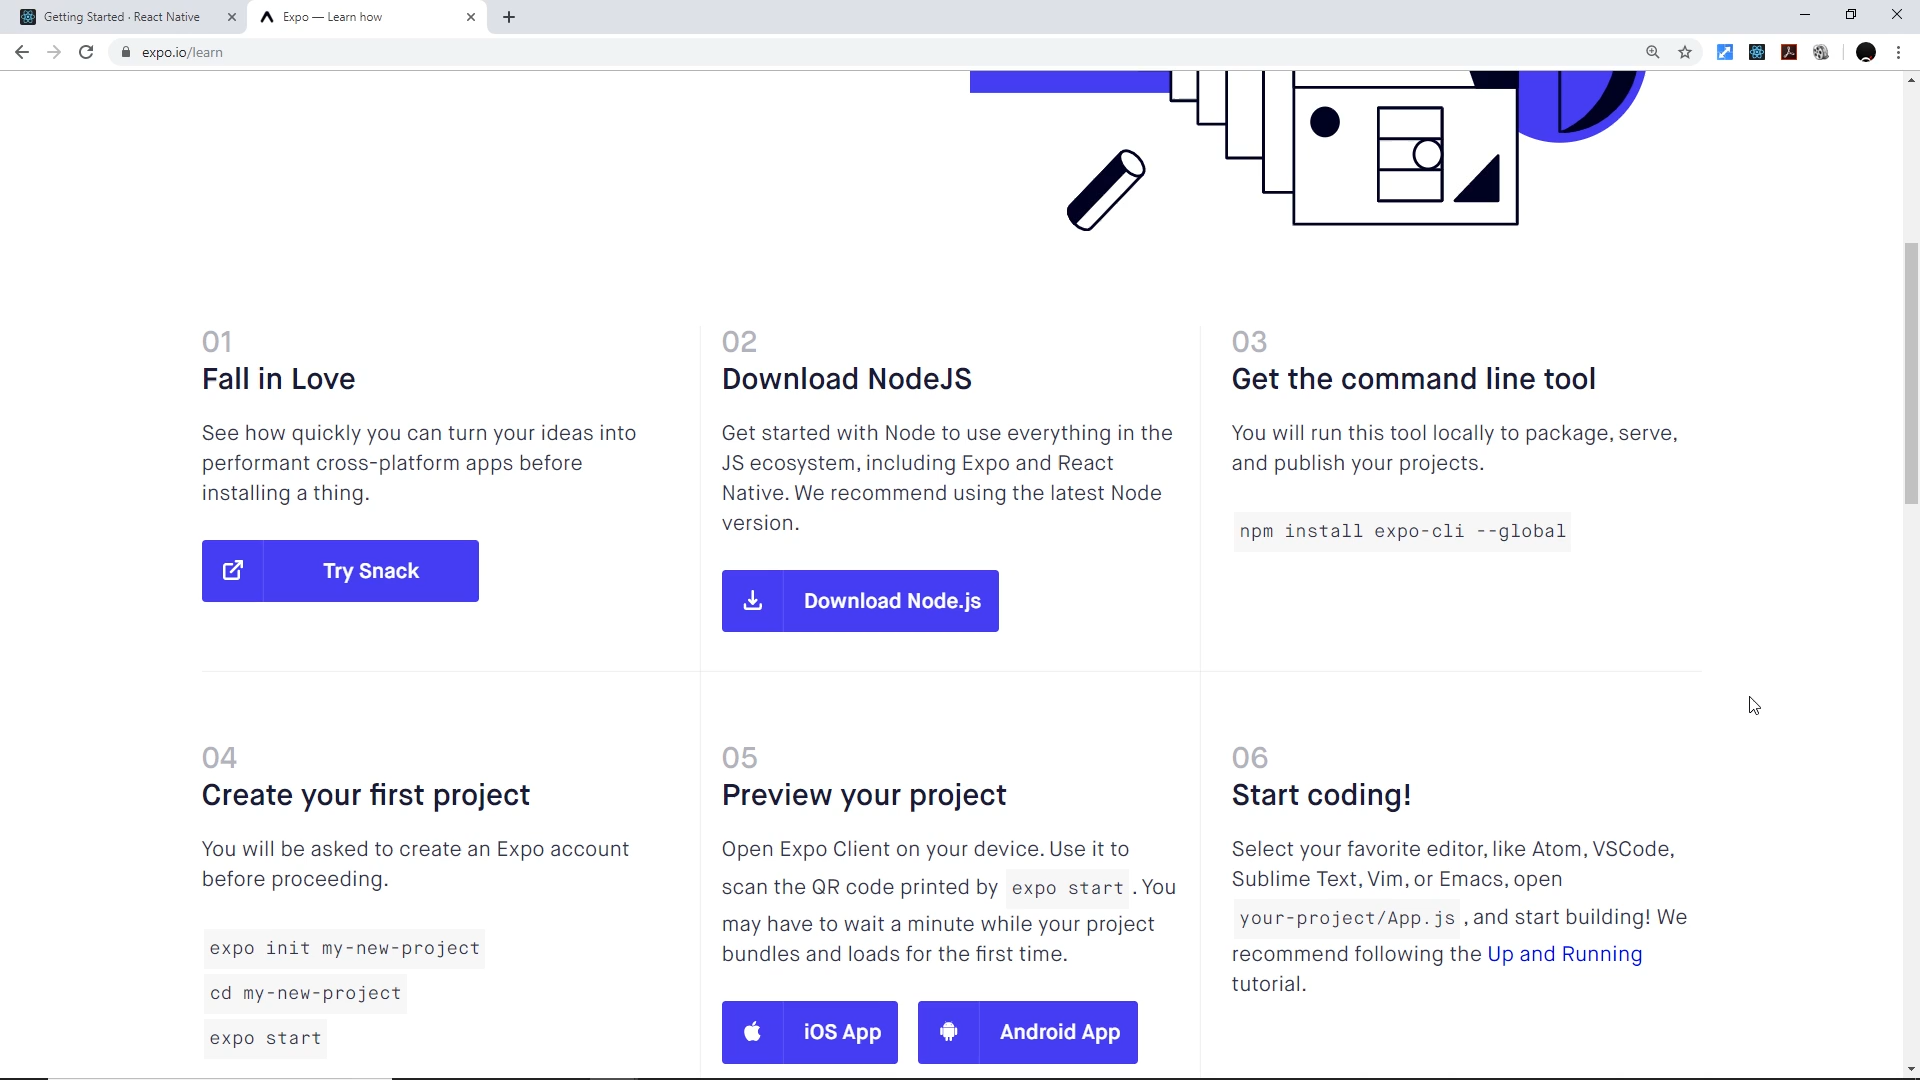 Getting Started · React Native
Expo — Learn how
expo.io/learn
01
Fall in Love
See how quickly you can turn your ideas into
performant cross-platform apps before
installing a thing.
Try Snack
02
Download NodeJS
Get started with Node to use everything in the
JS ecosystem, including Expo and React
Native. We recommend using the latest Node
version.
Download Node.js
03
Get the command line tool
You will run this tool locally to package, serve,
and publish your projects.
npm install expo-cli --global
04
Create your first project
You will be asked to create an Expo account
before proceeding.
expo init my-new-project
cd my-new-project
expo start
05
Preview your project
Open Expo Client on your device. Use it to
scan the QR code printed by expo start . You
may have to wait a minute while your project
bundles and loads for the first time.
iOS App
Android App
06
Start coding!
Select your favorite editor, like Atom, VSCode,
Sublime Text, Vim, or Emacs, open
your-project/App.js , and start building! We
recommend following the Up and Running
tutorial.